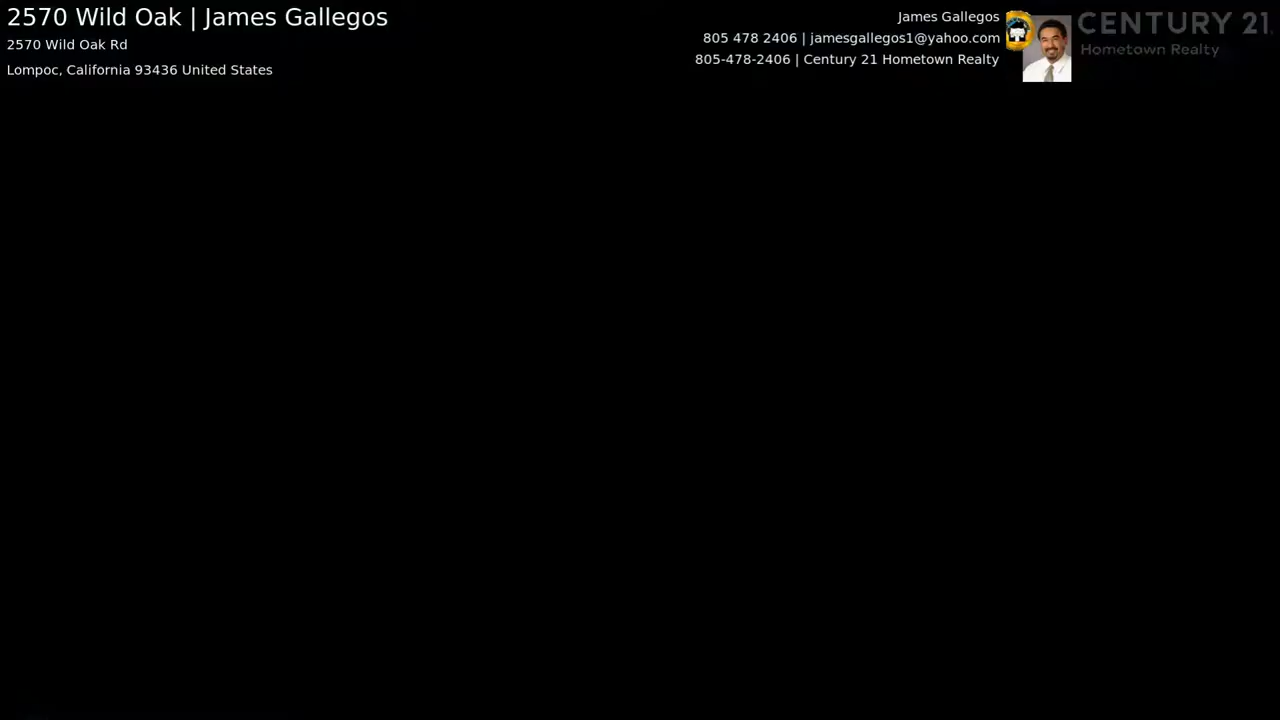 2570 Wild Oak | James Gallegos
2570 Wild Oak Rd
Lompoc, California 93436 United States
James Gallegos
805 478 2406 | jamesgallegos1@yahoo.com
805-478-2406 | Century 21 Hometown Realty
CENTURY 21.
Hometown Realty